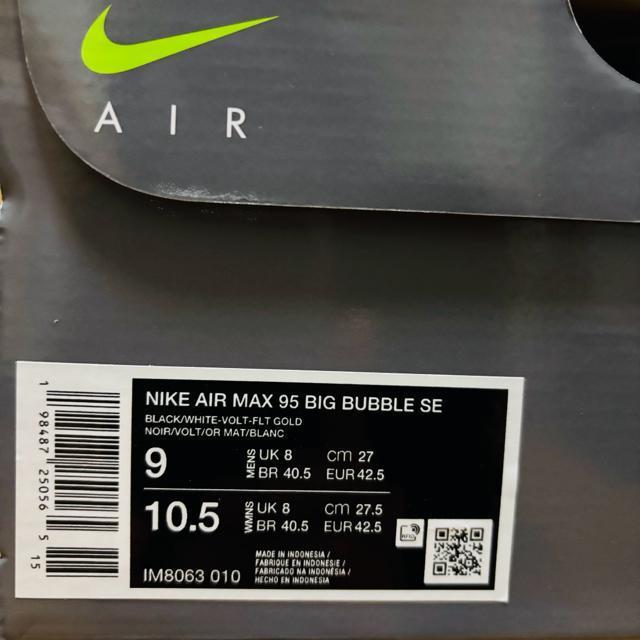 AIR
1 98487 25056 5 15
NIKE AIR MAX 95 BIG BUBBLE SE
BLACK/WHITE-VOLT-FLT GOLD
NOIR/VOLT/OR MAT/BLANC
9 MENS UK 8 cm 27
BR 40.5 EUR 42.5
10.5 WMNS UK 8 cm 27.5
BR 40.5 EUR 42.5
MADE IN INDONESIA /
FABRIQUE EN INDONESIE /
FABRICADO NA INDONÉSIA /
HECHO EN INDONESIA
IM8063 010
RFID